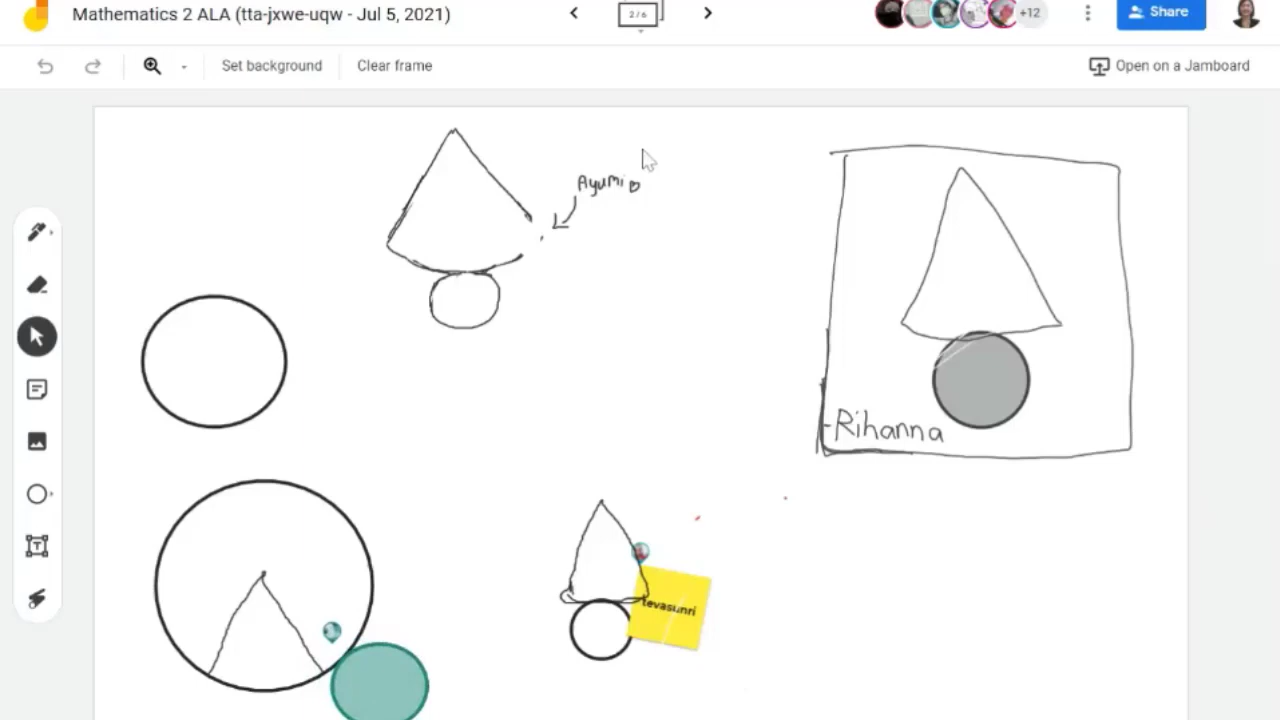 Mathematics 2 ALA (tta-jxwe-uqw - Jul 5, 2021)
2/6
+12
Share
Set background
Clear frame
Open on a Jamboard
Ayumi
-Rihanna
tevasunri
T